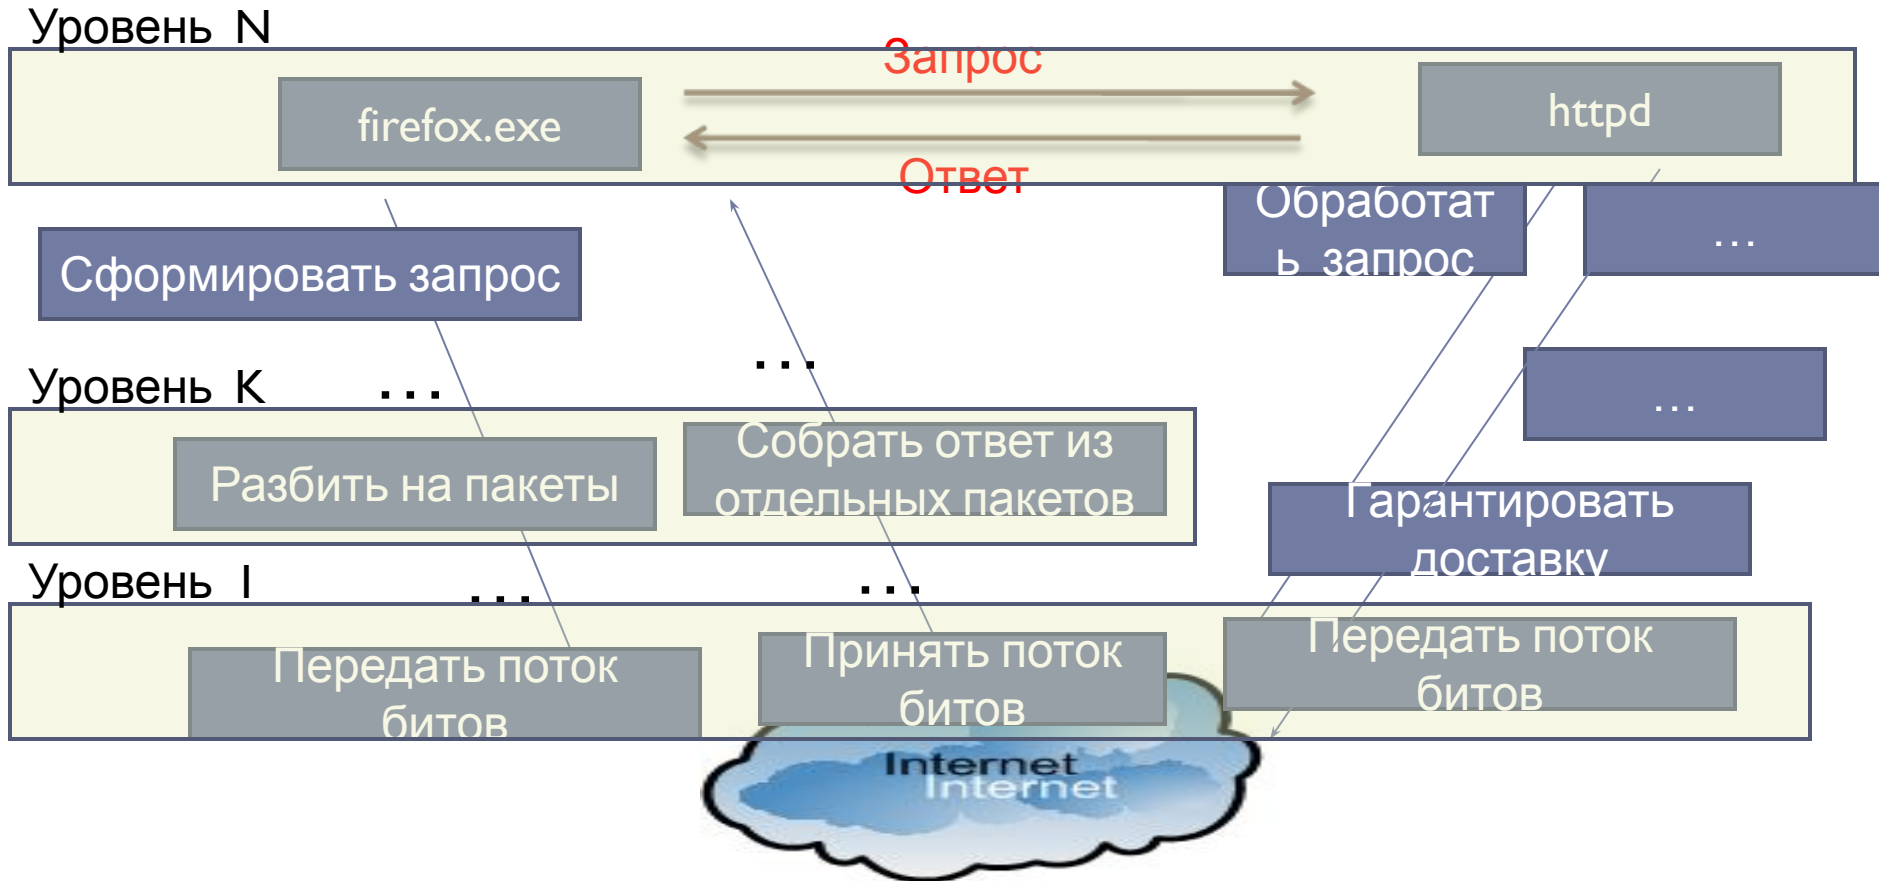 Уровень N
Запрос
firefox.exe
httpd
Ответ
Обработат
ь запрос
…
Сформировать запрос
…
Уровень K
…
…
Разбить на пакеты
Собрать ответ из
отдельных пакетов
Гарантировать
доставку
Уровень I
…
…
Передать поток
битов
Принять поток
битов
Передать поток
битов
Internet
Internet